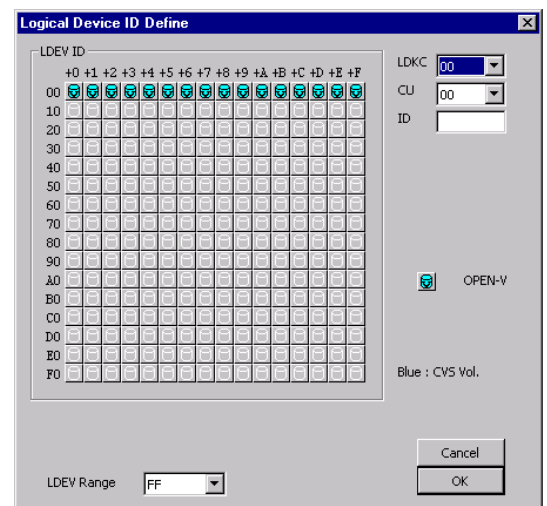 Logical Device ID Define
LDEV ID
+0 +1 +2 +3 +4 +5 +6 +7 +8 +9 +A +B +C +D +E +F
00
10
20
30
40
50
60
70
80
90
A0
B0
C0
D0
E0
F0
LDKC 00
CU 00
ID
OPEN-V
Blue : CVS Vol.
LDEV Range FF
Cancel
OK